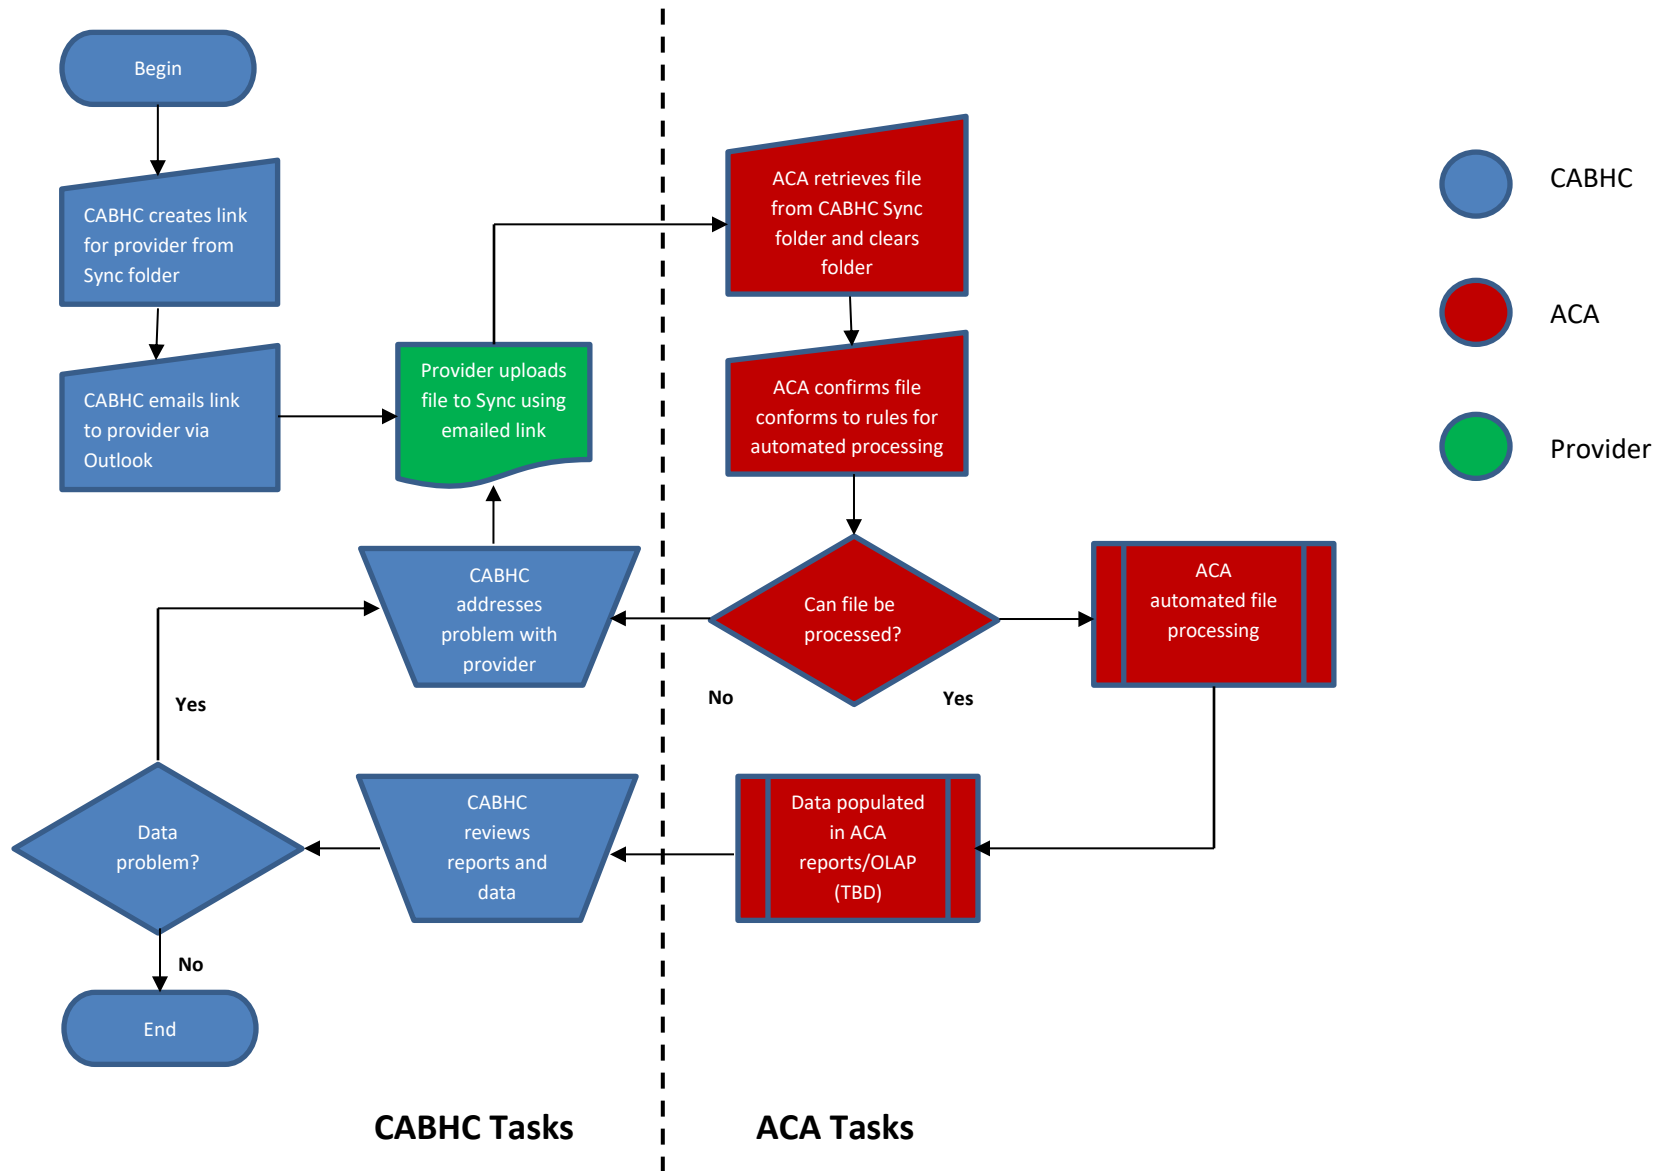 Begin
CABHC creates link
for provider from
Sync folder
CABHC emails link
to provider via
Outlook
Provider uploads
file to Sync using
emailed link
ACA retrieves file
from CABHC Sync
folder and clears
folder
ACA confirms file
conforms to rules for
automated processing
Can file be
processed?
No
Yes
ACA
automated file
processing
CABHC
addresses
problem with
provider
Yes
Data populated
in ACA
reports/OLAP
(TBD)
CABHC
reviews
reports and
data
Data
problem?
No
End
CABHC
ACA
Provider
CABHC Tasks
ACA Tasks